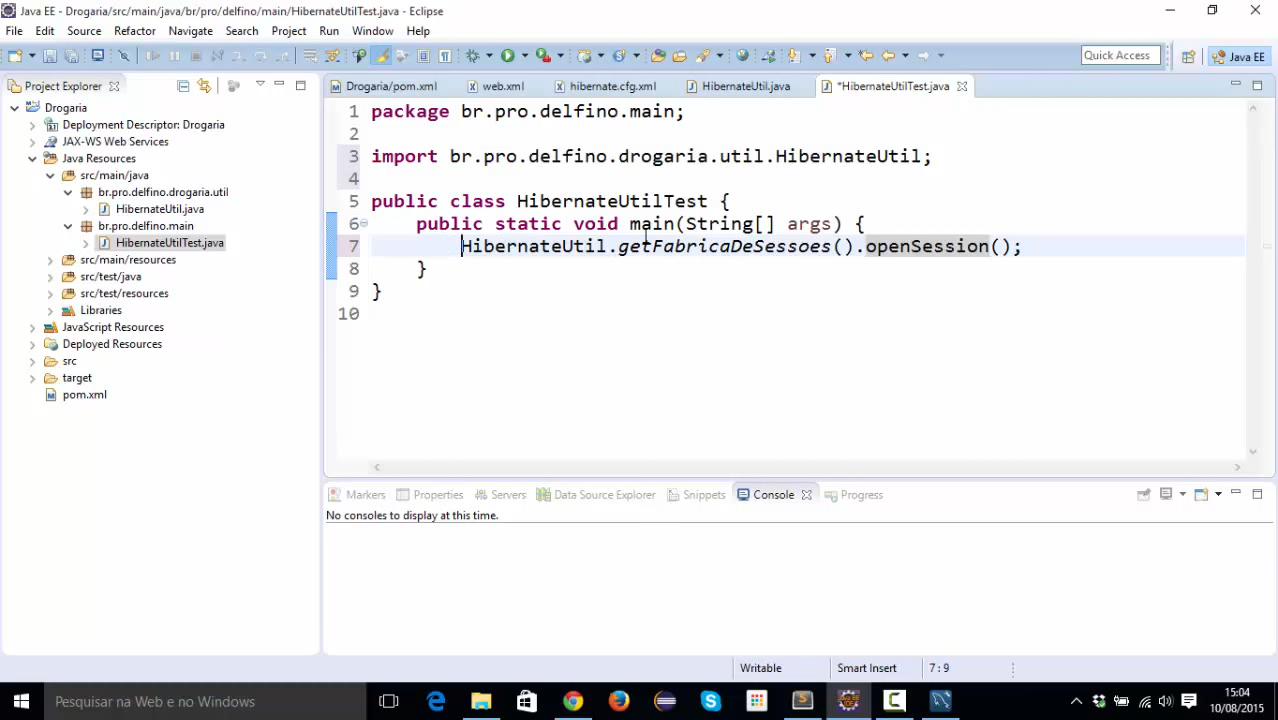 Java EE - Drogaria/src/main/java/br/pro/delfino/main/HibernateUtilTest.java - Eclipse
File Edit Source Refactor Navigate Search Project Run Window Help
Quick Access Java EE
Project Explorer
Drogaria/pom.xml web.xml hibernate.cfg.xml HibernateUtil.java *HibernateUtilTest.java
Drogaria
Deployment Descriptor: Drogaria
JAX-WS Web Services
Java Resources
src/main/java
br.pro.delfino.drogaria.util
HibernateUtil.java
br.pro.delfino.main
HibernateUtilTest.java
src/main/resources
src/test/java
src/test/resources
Libraries
JavaScript Resources
Deployed Resources
src
target
pom.xml
1 package br.pro.delfino.main;
2
3 import br.pro.delfino.drogaria.util.HibernateUtil;
4
5 public class HibernateUtilTest {
6 public static void main(String[] args) {
7 HibernateUtil.getFabricaDeSessoes().openSession();
8 }
9 }
10
Markers Properties Servers Data Source Explorer Snippets Console Progress
No consoles to display at this time.
Writable Smart Insert 7 : 9
Pesquisar na Web e no Windows
15:04
10/08/2015